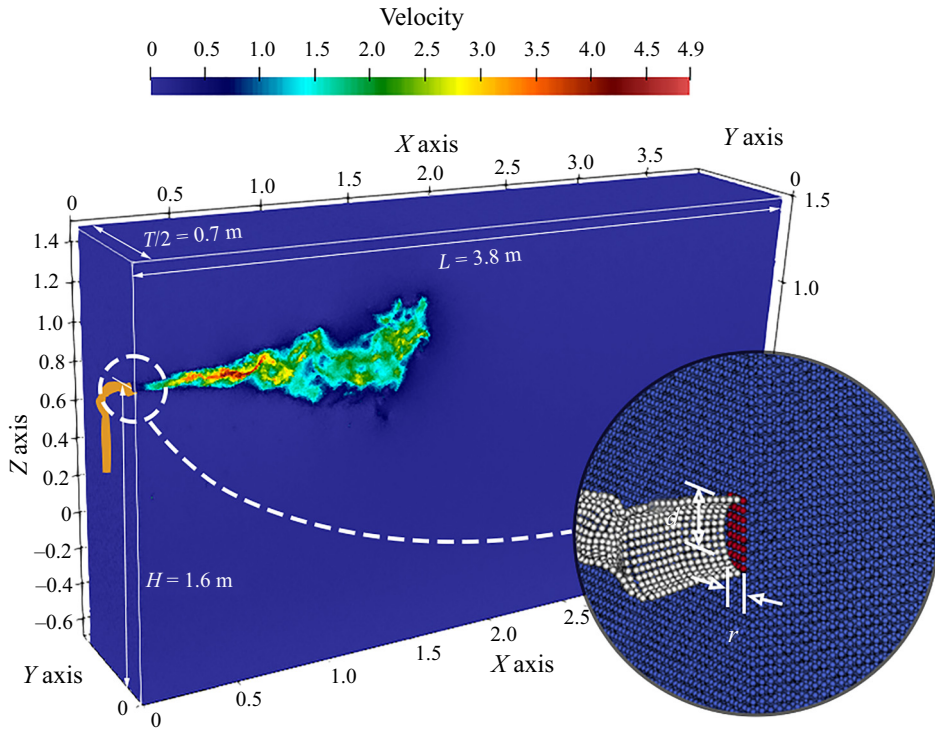 Velocity
0 0.5 1.0 1.5 2.0 2.5 3.0 3.5 4.0 4.5 4.9
X axis
Y axis
0 0.5 1.0 1.5 2.0 2.5 3.0 3.5
0
1.5
1.0
T/2 = 0.7 m
L = 3.8 m
1.4
1.2
1.0
0.8
0.6
0.4
0.2
0
–0.2
–0.4
–0.6
Z axis
H = 1.6 m
d
r
Y axis
0
0 0.5 1.0 1.5 2.0 2.5
X axis